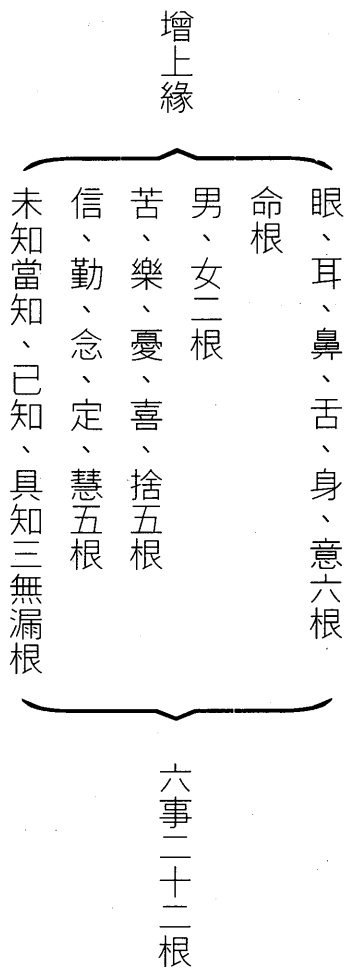 增上緣
眼、耳、鼻、舌、身、意六根
命根
男、女二根
苦、樂、憂、喜、捨五根
信、勤、念、定、慧五根
未知當知、已知、具知三無漏根
六事二十二根